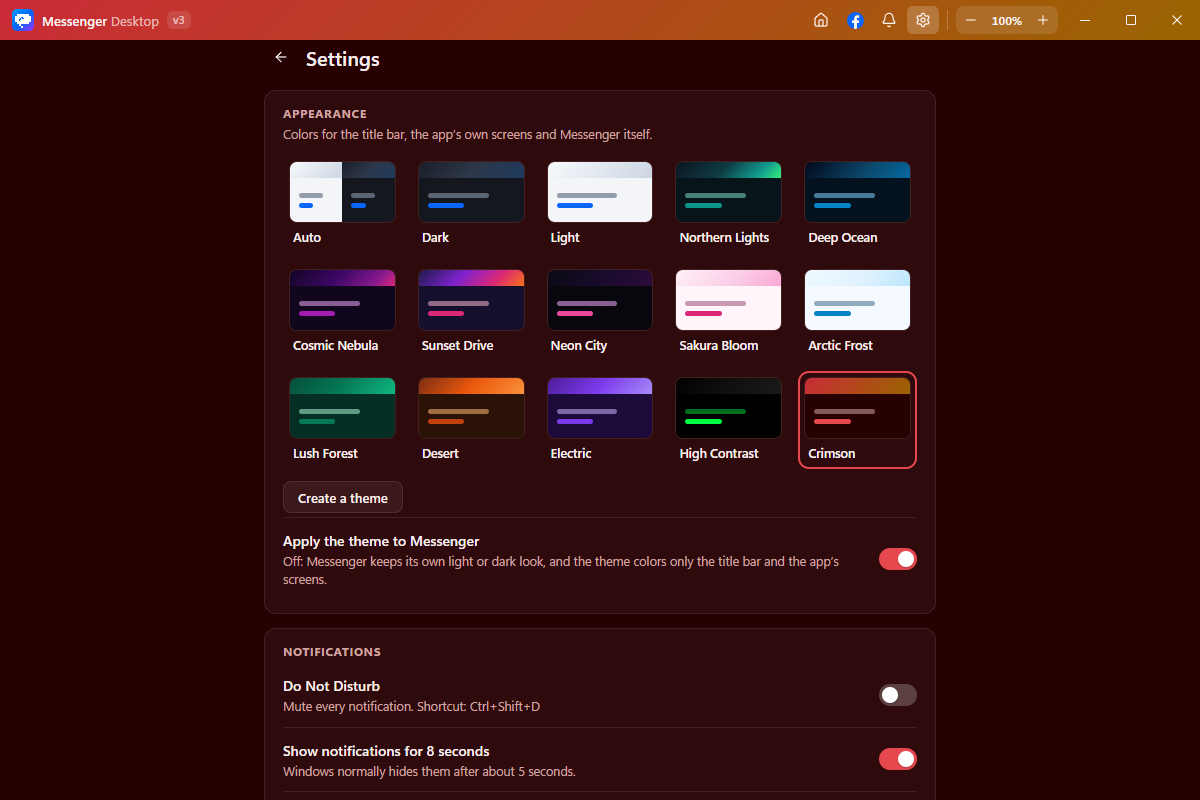 Messenger Desktop v3
100%
Settings
APPEARANCE
Colors for the title bar, the app's own screens and Messenger itself.
Auto
Dark
Light
Northern Lights
Deep Ocean
Cosmic Nebula
Sunset Drive
Neon City
Sakura Bloom
Arctic Frost
Lush Forest
Desert
Electric
High Contrast
Crimson
Create a theme
Apply the theme to Messenger
Off: Messenger keeps its own light or dark look, and the theme colors only the title bar and the app's
screens.
NOTIFICATIONS
Do Not Disturb
Mute every notification. Shortcut: Ctrl+Shift+D
Show notifications for 8 seconds
Windows normally hides them after about 5 seconds.